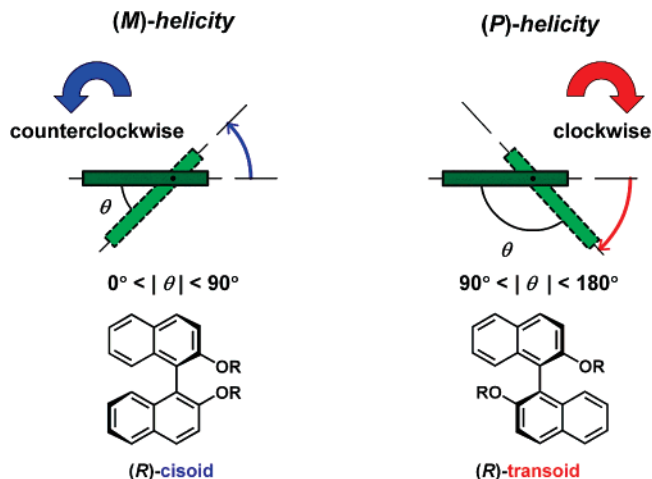 (M)-helicity
(P)-helicity
counterclockwise
clockwise
θ
θ
0° < | θ | < 90°
90° < | θ | < 180°
OR
OR
OR
RO
(R)-cisoid
(R)-transoid